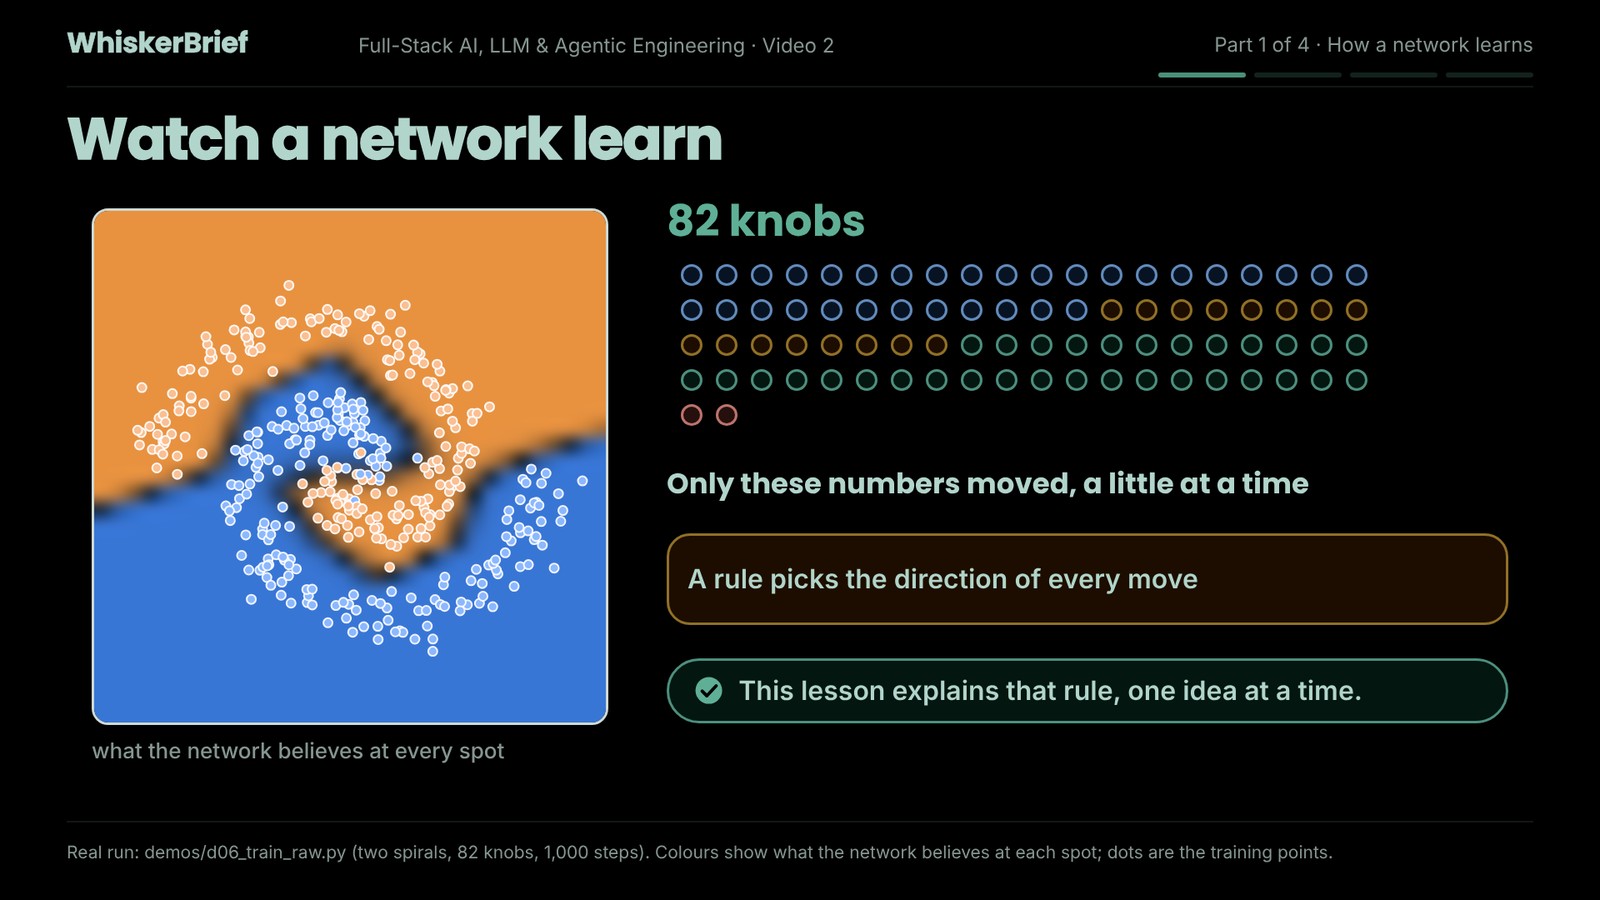 WhiskerBrief
Full-Stack AI, LLM & Agentic Engineering · Video 2
Part 1 of 4 · How a network learns
Watch a network learn
82 knobs
Only these numbers moved, a little at a time
A rule picks the direction of every move
This lesson explains that rule, one idea at a time.
what the network believes at every spot
Real run: demos/d06_train_raw.py (two spirals, 82 knobs, 1,000 steps). Colours show what the network believes at each spot; dots are the training points.